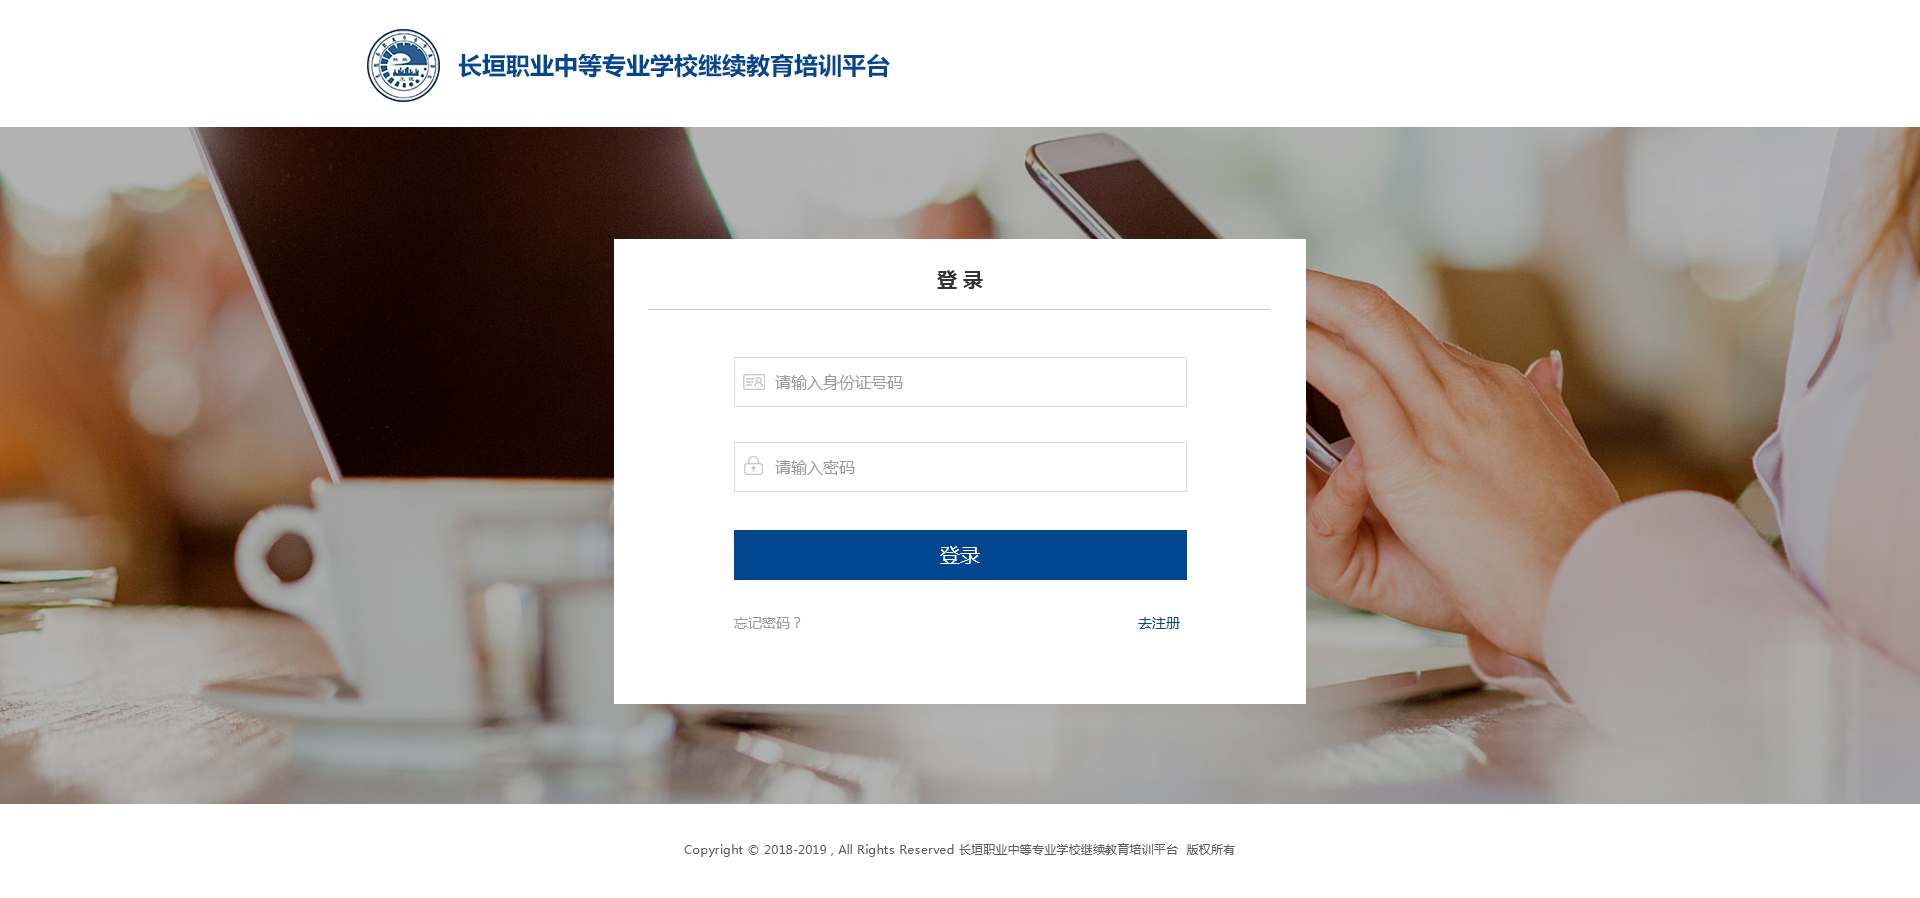 长垣职业中等专业学校继续教育培训平台
登 录
请输入身份证号码
请输入密码
登录
忘记密码？
去注册
Copyright © 2018-2019 , All Rights Reserved 长垣职业中等专业学校继续教育培训平台 版权所有